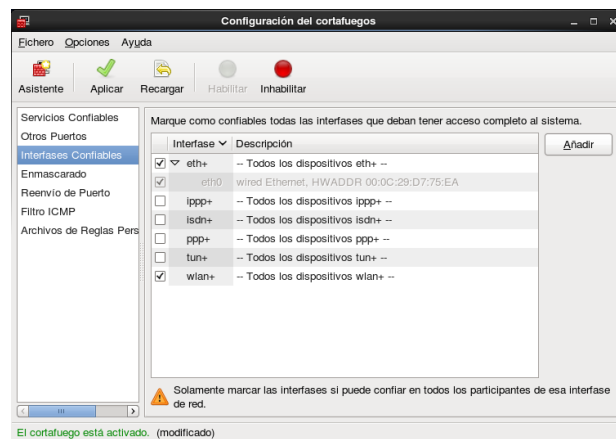 Configuración del cortafuegos
Fichero Opciones Ayuda
Asistente Aplicar Recargar Habilitar Inhabilitar
Servicios Confiables
Otros Puertos
Interfases Confiables
Enmascarado
Reenvío de Puerto
Filtro ICMP
Archivos de Reglas Pers
Marque como confiables todas las interfases que deban tener acceso completo al sistema.
Interfase Descripción
eth+ -- Todos los dispositivos eth+ --
eth0 wired Ethernet, HWADDR 00:0C:29:D7:75:EA
ippp+ -- Todos los dispositivos ippp+ --
isdn+ -- Todos los dispositivos isdn+ --
ppp+ -- Todos los dispositivos ppp+ --
tun+ -- Todos los dispositivos tun+ --
wlan+ -- Todos los dispositivos wlan+ --
Añadir
Solamente marcar las interfases si puede confiar en todos los participantes de esa interfase
de red.
El cortafuego está activado. (modificado)